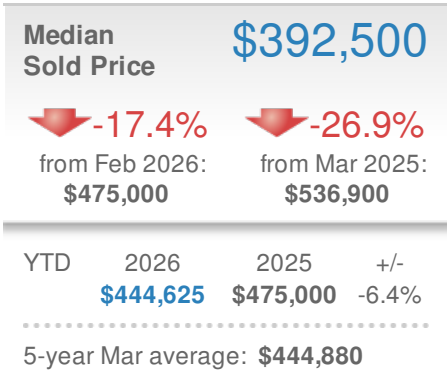 Median
Sold Price
$392,500
-17.4% -26.9%
from Feb 2026: from Mar 2025:
$475,000 $536,900
YTD 2026 2025 +/-
$444,625 $475,000 -6.4%
5-year Mar average: $444,880